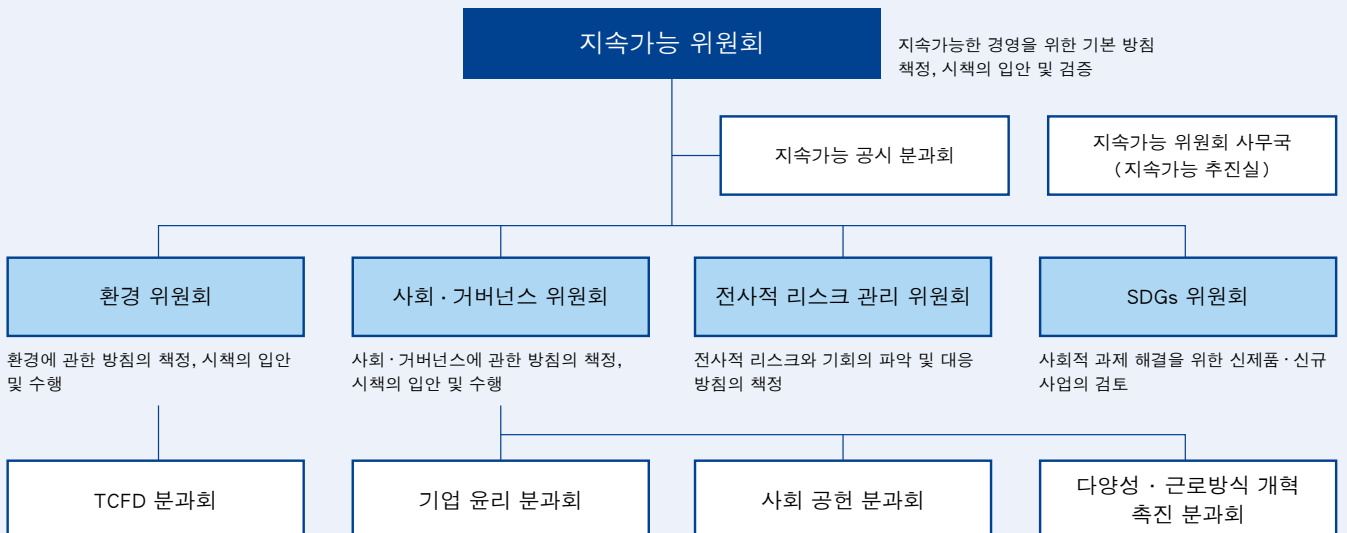 지속가능 위원회
지속가능한 경영을 위한 기본 방침
책정, 시책의 입안 및 검증
지속가능 공시 분과회
지속가능 위원회 사무국
(지속가능 추진실)
환경 위원회
사회 · 거버넌스 위원회
전사적 리스크 관리 위원회
SDGs 위원회
환경에 관한 방침의 책정, 시책의 입안
및 수행
사회 · 거버넌스에 관한 방침의 책정,
시책의 입안 및 수행
전사적 리스크와 기회의 파악 및 대응
방침의 책정
사회적 과제 해결을 위한 신제품 · 신규
사업의 검토
TCFD 분과회
기업 윤리 분과회
사회 공헌 분과회
다양성 · 근로방식 개혁
촉진 분과회